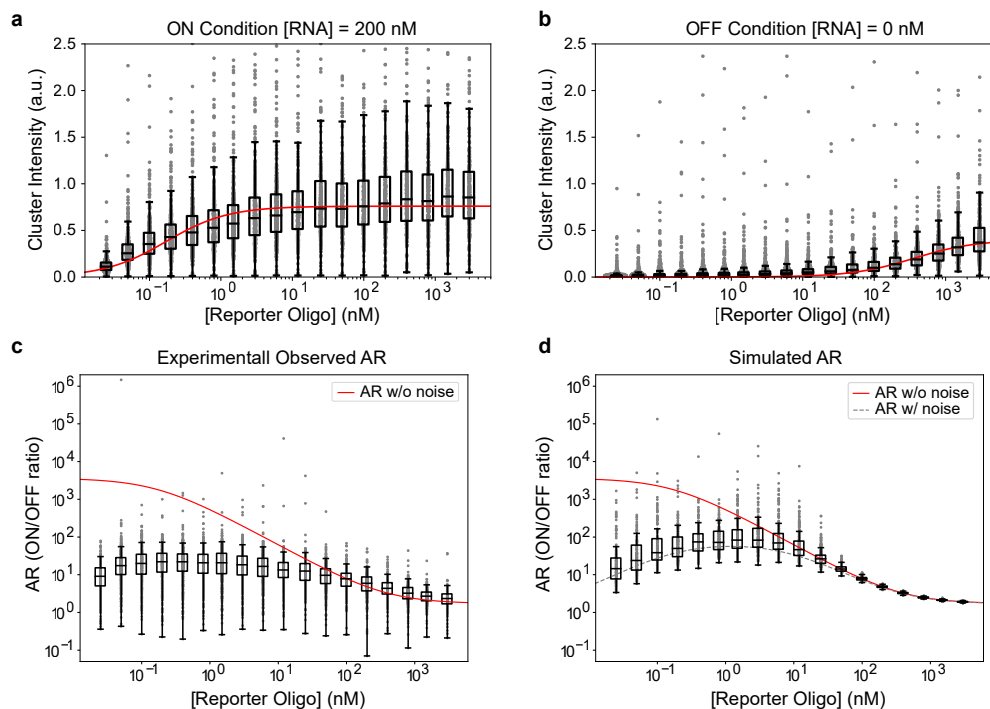 a
ON Condition [RNA] = 200 nM
Cluster Intensity (a.u.)
2.5
2.0
1.5
1.0
0.5
0.0
10⁻¹ 10⁰ 10¹ 10² 10³
[Reporter Oligo] (nM)
b
OFF Condition [RNA] = 0 nM
Cluster Intensity (a.u.)
2.5
2.0
1.5
1.0
0.5
0.0
10⁻¹ 10⁰ 10¹ 10² 10³
[Reporter Oligo] (nM)
c
Experimentall Observed AR
AR (ON/OFF ratio)
10⁶
10⁵
10⁴
10³
10²
10¹
10⁰
10⁻¹
AR w/o noise
10⁻¹ 10⁰ 10¹ 10² 10³
[Reporter Oligo] (nM)
d
Simulated AR
AR (ON/OFF ratio)
10⁶
10⁵
10⁴
10³
10²
10¹
10⁰
10⁻¹
AR w/o noise
AR w/ noise
10⁻¹ 10⁰ 10¹ 10² 10³
[Reporter Oligo] (nM)